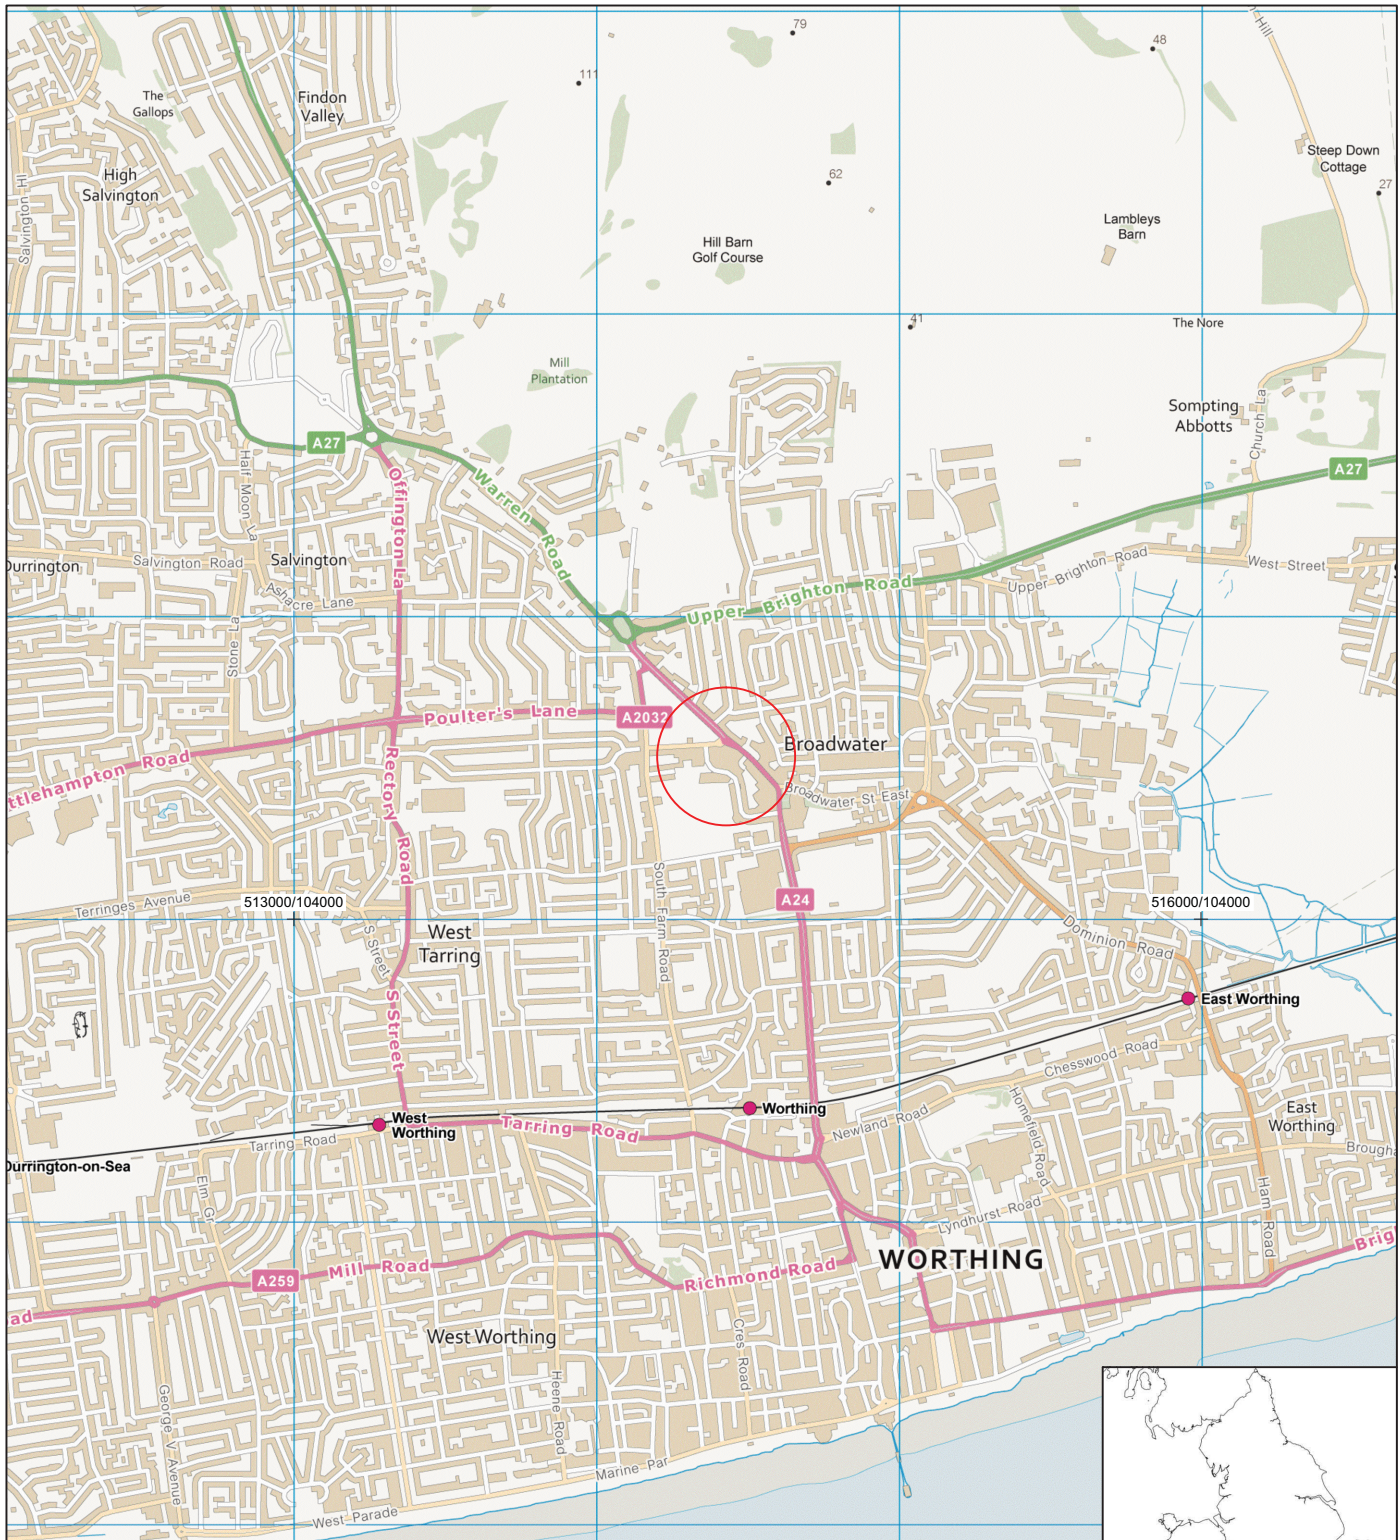 79
48
Hill
111
The
Gallops
Findon
Valley
High
Salvington
Salvington Hl
62
Steep Down
Cottage
27
Lambleys
Barn
Hill Barn
Golf Course
41
The Nore
Mill
Plantation
Sompting
Abbotts
Church La
A27
A27
Half Moon La
Offington La
Warren Road
Durrington
Salvington Road
Salvington
Ashacre Lane
Upper Brighton Road
Upper Brighton Road
West Street
Stone La
Poulter's Lane
A2032
Broadwater
ttlehampton Road
Rectory Road
Broadwater St East
South Farm Road
A24
Terringes Avenue
513000/104000
516000/104000
S Street
West
Tarring
Dominion Road
S Street
East Worthing
Chesswood Road
Homefield Road
West
Worthing
Worthing
Tarring Road
Newland Road
East
Worthing
Tarring Road
Brougha
Durrington-on-Sea
Elm Gr
Ham Road
Lyndhurst Road
WORTHING
Brig
A259
Mill Road
Richmond Road
ad
West Worthing
Cres Road
George V Avenue
Heene Road
Marine Par
West Parade